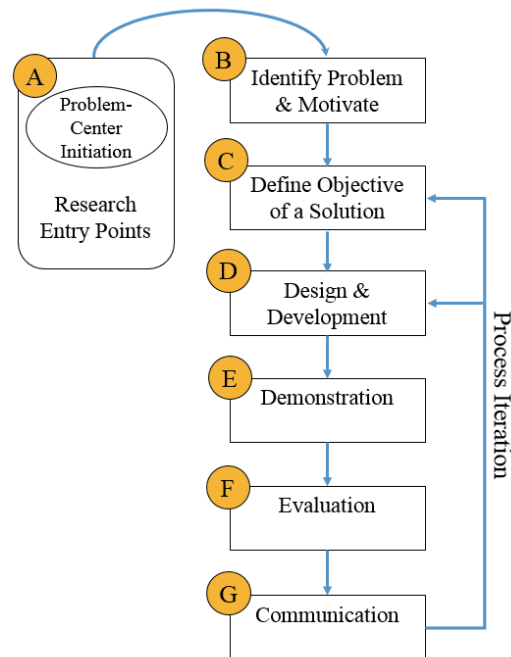 A
Problem-
Center
Initiation
Research
Entry Points
B
Identify Problem
& Motivate
C
Define Objective
of a Solution
D
Design &
Development
E
Demonstration
F
Evaluation
G
Communication
Process Iteration